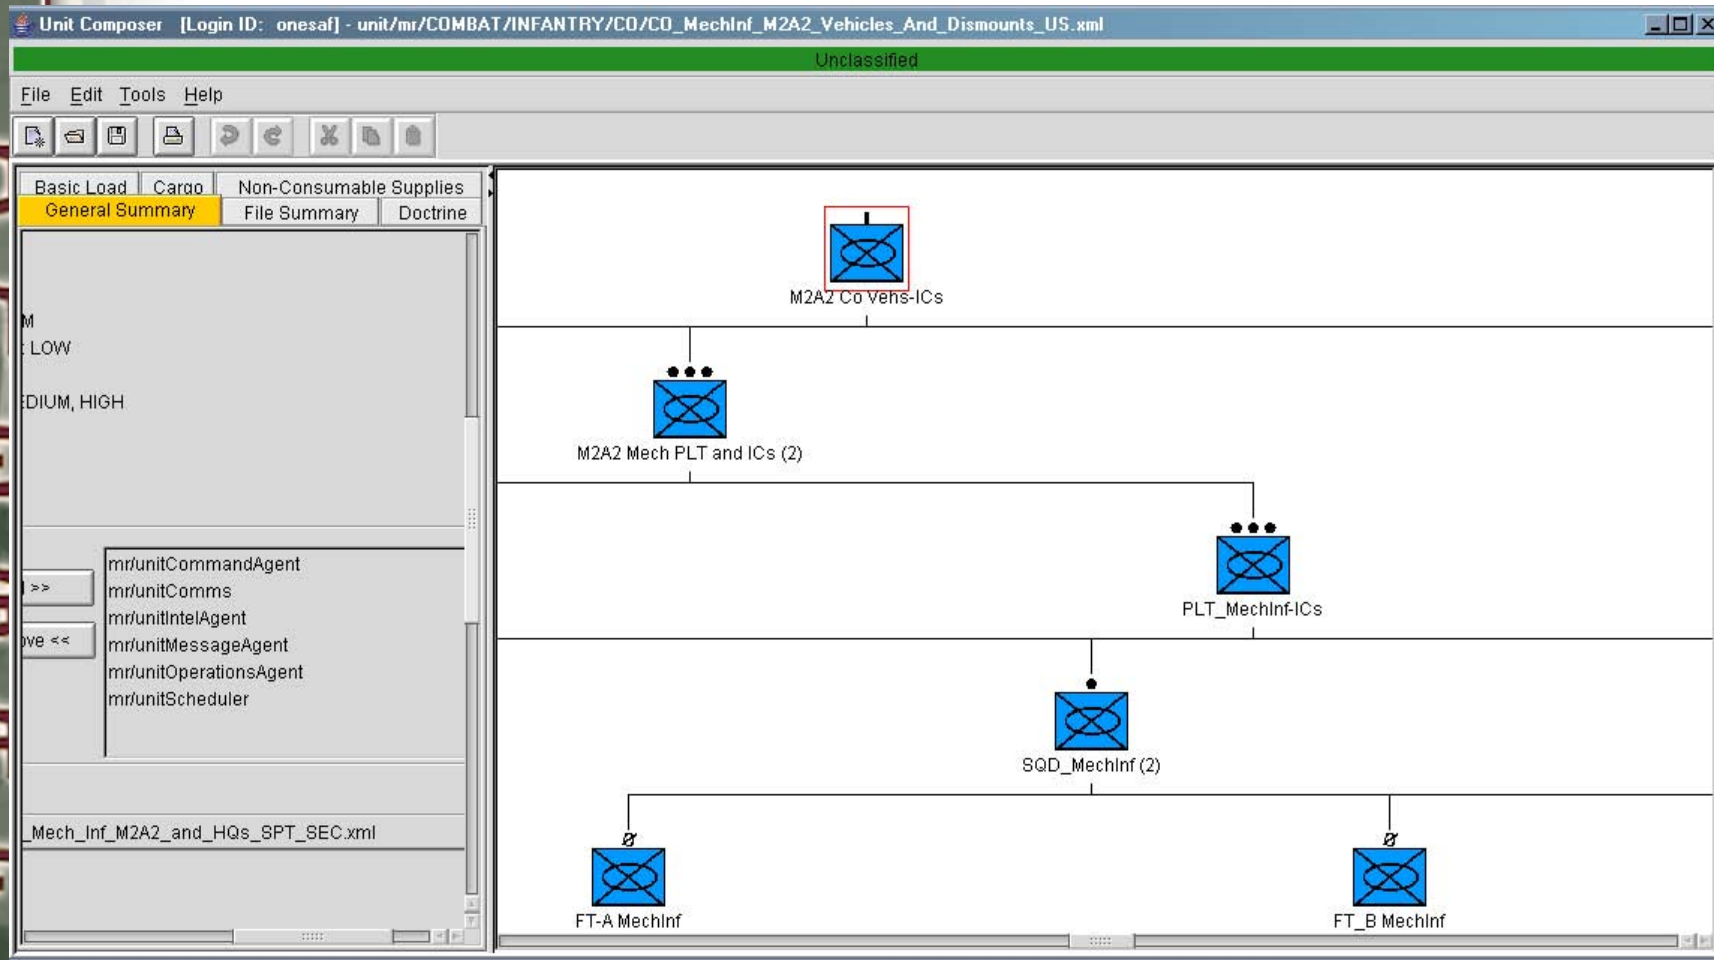 Unit Composer [Login ID: onesaf] - unit/mr/COMBAT/INFANTRY/CO/CO_MechInf_M2A2_Vehicles_And_Dismounts_US.xml
Unclassified
File Edit Tools Help
Basic Load Cargo Non-Consumable Supplies
General Summary File Summary Doctrine
M
: LOW
EDIUM, HIGH
>>
ove <<
mr/unitCommandAgent
mr/unitComms
mr/unitIntelAgent
mr/unitMessageAgent
mr/unitOperationsAgent
mr/unitScheduler
_Mech_Inf_M2A2_and_HQs_SPT_SEC.xml
M2A2 Co Vehs-ICs
M2A2 Mech PLT and ICs (2)
PLT_MechInf-ICs
SQD_MechInf (2)
FT-A MechInf
FT_B MechInf